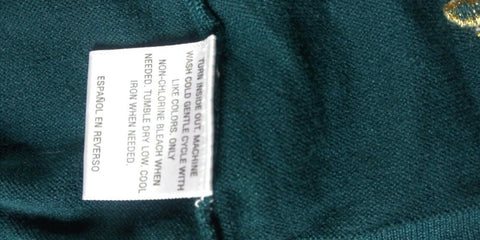 TURN INSIDE OUT, MACHINE
WASH COLD GENTLE CYCLE WITH
LIKE COLORS. ONLY
NON-CHLORINE BLEACH WHEN
NEEDED. TUMBLE DRY LOW. COOL
IRON WHEN NEEDED.
ESPAÑOL EN REVERSO